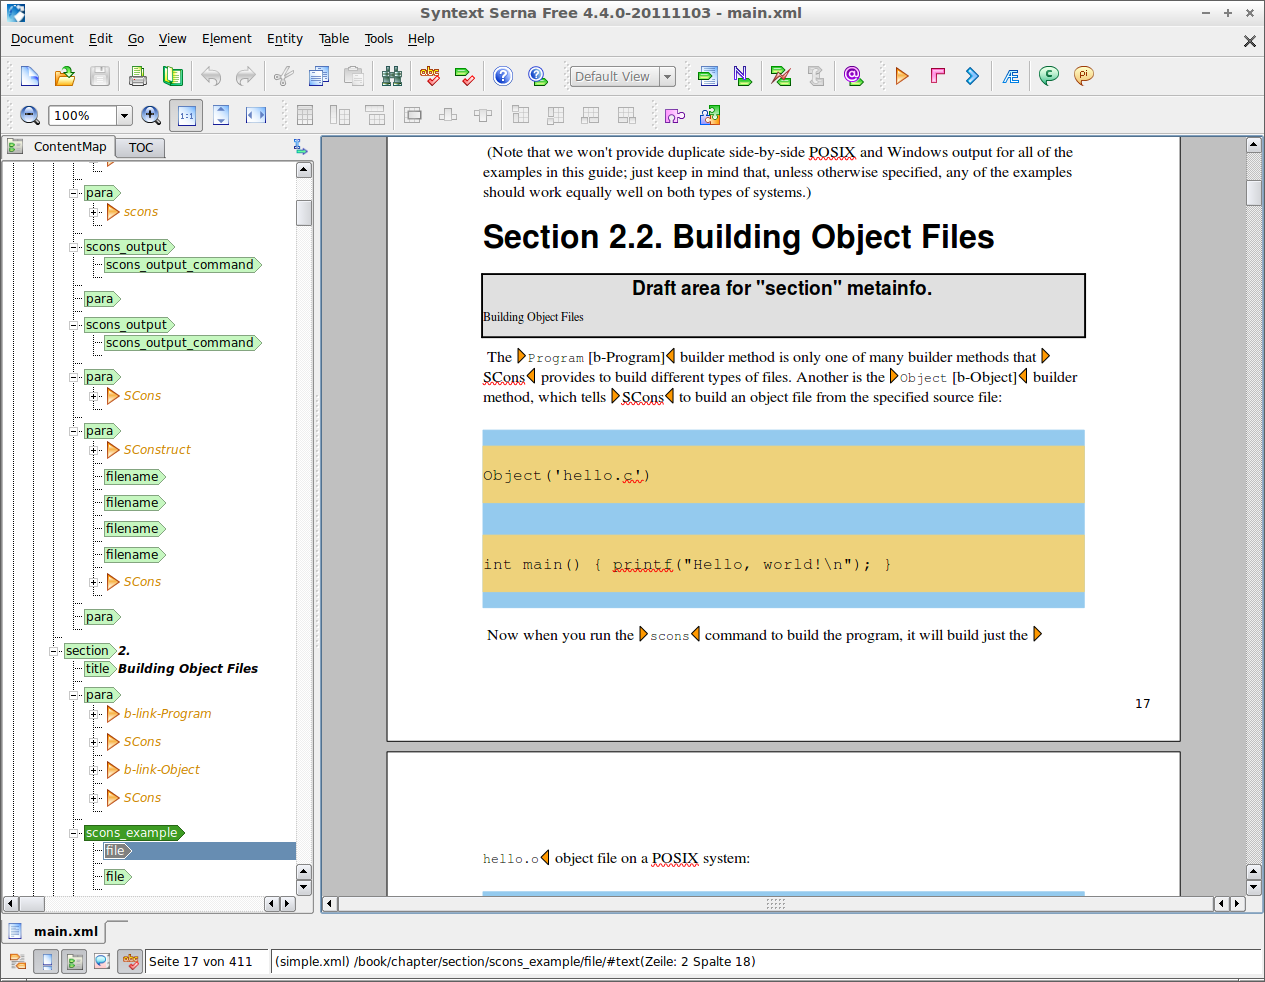 Syntext Serna Free 4.4.0-20111103 - main.xml
Document Edit Go View Element Entity Table Tools Help
Default View
100%
1:1
ContentMap TOC
para
scons
scons_output
scons_output_command
para
scons_output
scons_output_command
para
SCons
para
SConstruct
filename
filename
filename
filename
SCons
para
section 2.
title Building Object Files
para
b-link-Program
SCons
b-link-Object
SCons
scons_example
file
file
(Note that we won't provide duplicate side-by-side POSIX and Windows output for all of the
examples in this guide; just keep in mind that, unless otherwise specified, any of the examples
should work equally well on both types of systems.)
Section 2.2. Building Object Files
Draft area for "section" metainfo.
Building Object Files
The Program [b-Program] builder method is only one of many builder methods that
SCons provides to build different types of files. Another is the Object [b-Object] builder
method, which tells SCons to build an object file from the specified source file:
Object('hello.c')
int main() { printf("Hello, world!\n"); }
Now when you run the scons command to build the program, it will build just the
17
hello.o object file on a POSIX system:
main.xml
Seite 17 von 411
(simple.xml) /book/chapter/section/scons_example/file/#text(Zeile: 2 Spalte 18)